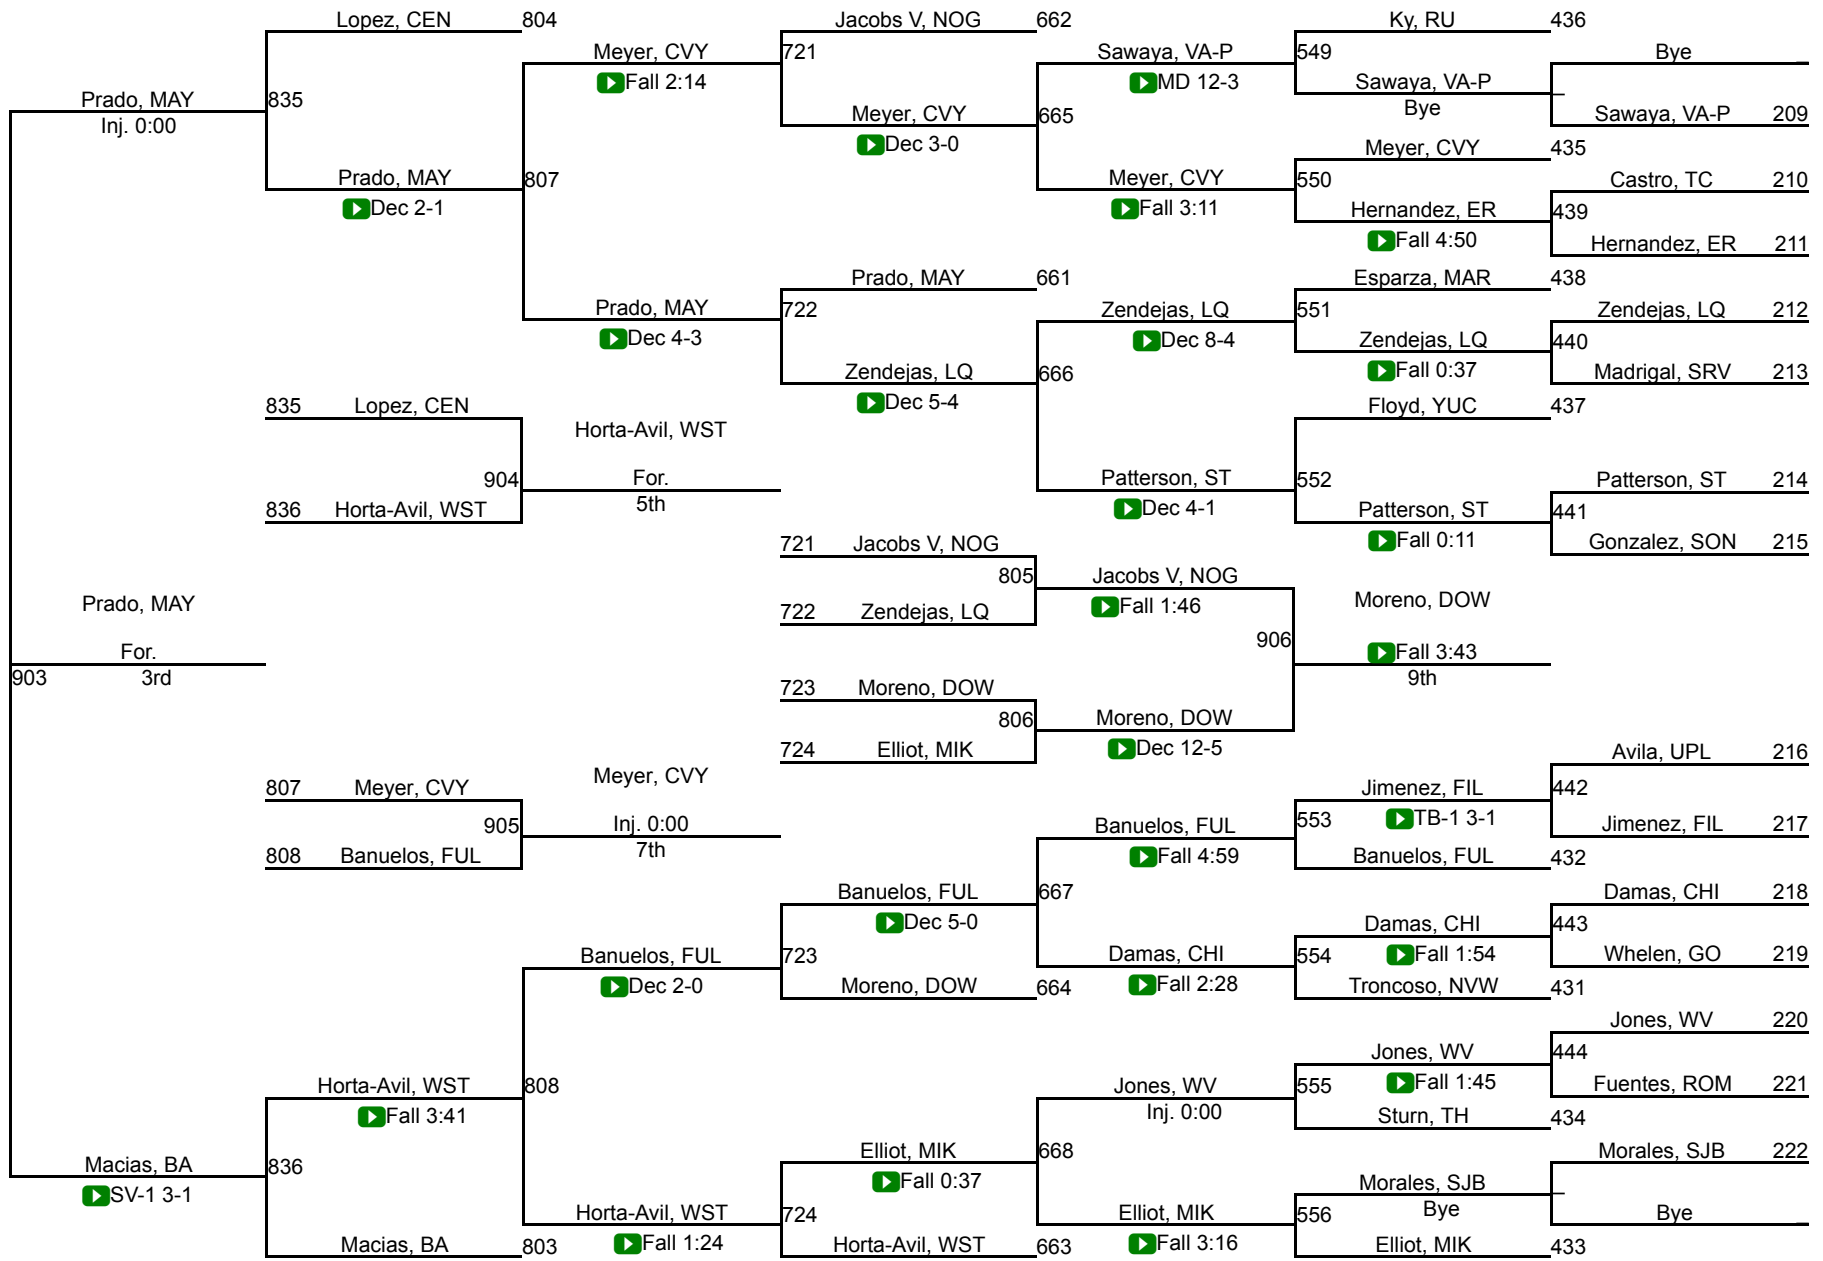 Lopez, CEN 804
Jacobs V, NOG 662
Ky, RU 436
Meyer, CVY 721
Sawaya, VA-P 549
Bye _
Fall 2:14
MD 12-3
Sawaya, VA-P _
Prado, MAY 835
Bye
Inj. 0:00
Meyer, CVY 665
Sawaya, VA-P 209
Dec 3-0
Meyer, CVY 435
Prado, MAY 807
Meyer, CVY 550
Castro, TC 210
Dec 2-1
Fall 3:11
Hernandez, ER 439
Fall 4:50
Hernandez, ER 211
Prado, MAY 661
Esparza, MAR 438
Prado, MAY 722
Zendejas, LQ 551
Zendejas, LQ 212
Dec 4-3
Dec 8-4
Zendejas, LQ 440
Zendejas, LQ 666
Fall 0:37
Madrigal, SRV 213
Dec 5-4
835 Lopez, CEN
Floyd, YUC 437
Horta-Avil, WST
904 For.
Patterson, ST 552
Patterson, ST 214
5th
Dec 4-1
836 Horta-Avil, WST
Patterson, ST 441
721 Jacobs V, NOG
Fall 0:11
Gonzalez, SON 215
805 Jacobs V, NOG
Prado, MAY
722 Zendejas, LQ
Fall 1:46
Moreno, DOW
906
For.
Fall 3:43
903 3rd
9th
723 Moreno, DOW
806 Moreno, DOW
724 Elliot, MIK
Dec 12-5
Avila, UPL 216
807 Meyer, CVY
Meyer, CVY
Jimenez, FIL 442
905 Inj. 0:00
Banuelos, FUL 553
TB-1 3-1
Jimenez, FIL 217
7th
808 Banuelos, FUL
Fall 4:59
Banuelos, FUL 432
Banuelos, FUL 667
Damas, CHI 218
Dec 5-0
Damas, CHI 443
Banuelos, FUL 723
Damas, CHI 554
Fall 1:54
Whelen, GO 219
Dec 2-0
Moreno, DOW 664
Fall 2:28
Troncoso, NVW 431
Jones, WV 220
Jones, WV 444
Horta-Avil, WST 808
Jones, WV 555
Fall 1:45
Fuentes, ROM 221
Fall 3:41
Inj. 0:00
Sturn, TH 434
Macias, BA 836
Elliot, MIK 668
Morales, SJB 222
SV-1 3-1
Fall 0:37
Morales, SJB _
Horta-Avil, WST 724
Elliot, MIK 556
Bye
Bye _
Macias, BA 803
Fall 1:24
Horta-Avil, WST 663
Fall 3:16
Elliot, MIK 433